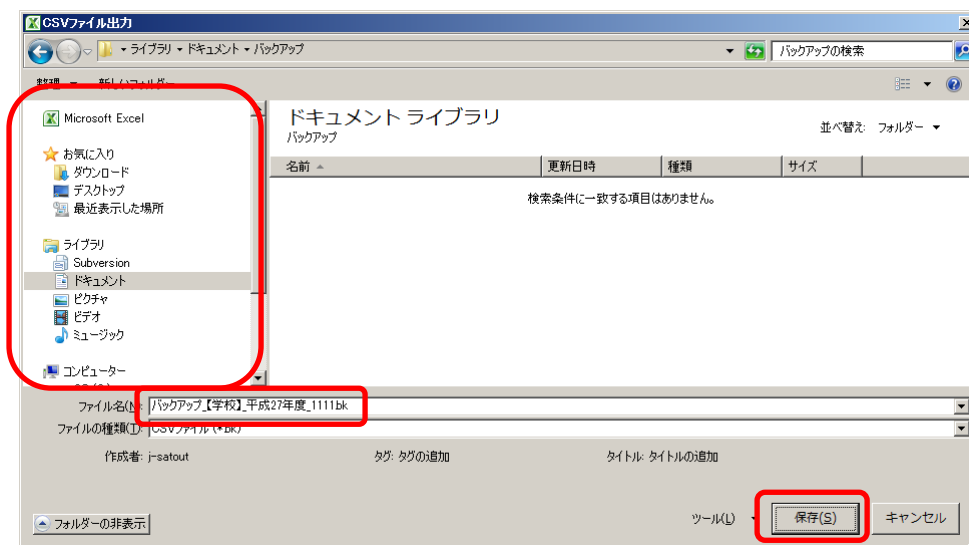 CSVファイル出力
ライブラリ ▾ ドキュメント ▾ バックアップ
バックアップの検索
整理 新しいフォルダー
Microsoft Excel
お気に入り
ダウンロード
デスクトップ
最近表示した場所
ライブラリ
Subversion
ドキュメント
ピクチャ
ビデオ
ミュージック
コンピューター
ドキュメント ライブラリ
バックアップ
並べ替え: フォルダー ▼
名前 更新日時 種類 サイズ
検索条件に一致する項目はありません。
ファイル名(N): バックアップ_【学校】_平成27年度_1111bk
ファイルの種類(T): CSVファイル (*bk)
作成者: j-satout タグ: タグの追加 タイトル: タイトルの追加
フォルダーの非表示 ツール(L) 保存(S) キャンセル